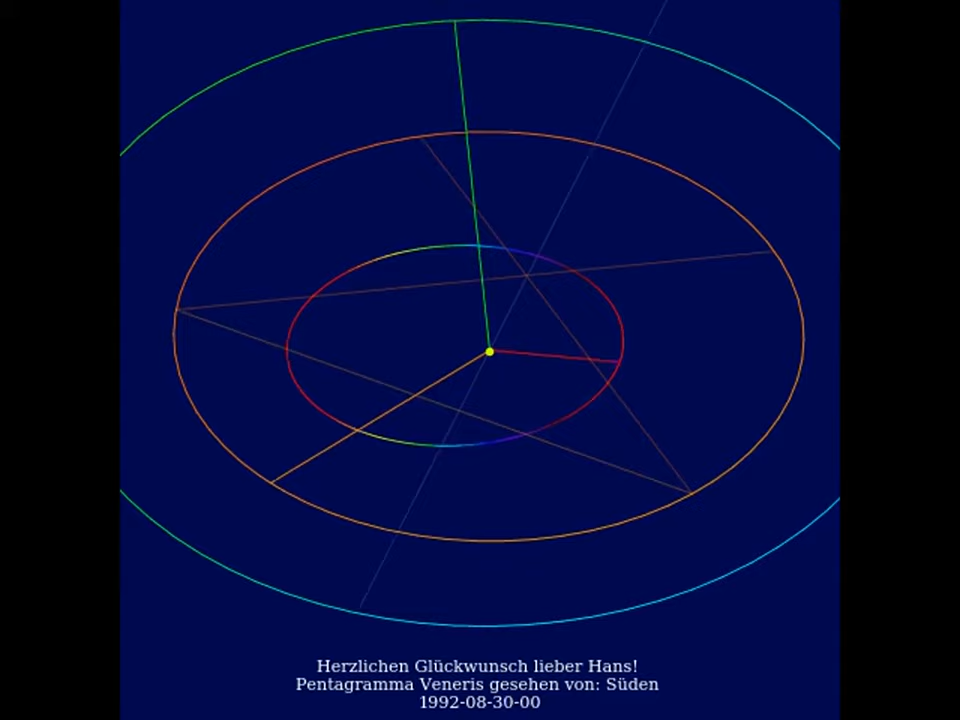 Herzlichen Glückwunsch lieber Hans!
Pentagramma Veneris gesehen von: Süden
1992-08-30-00